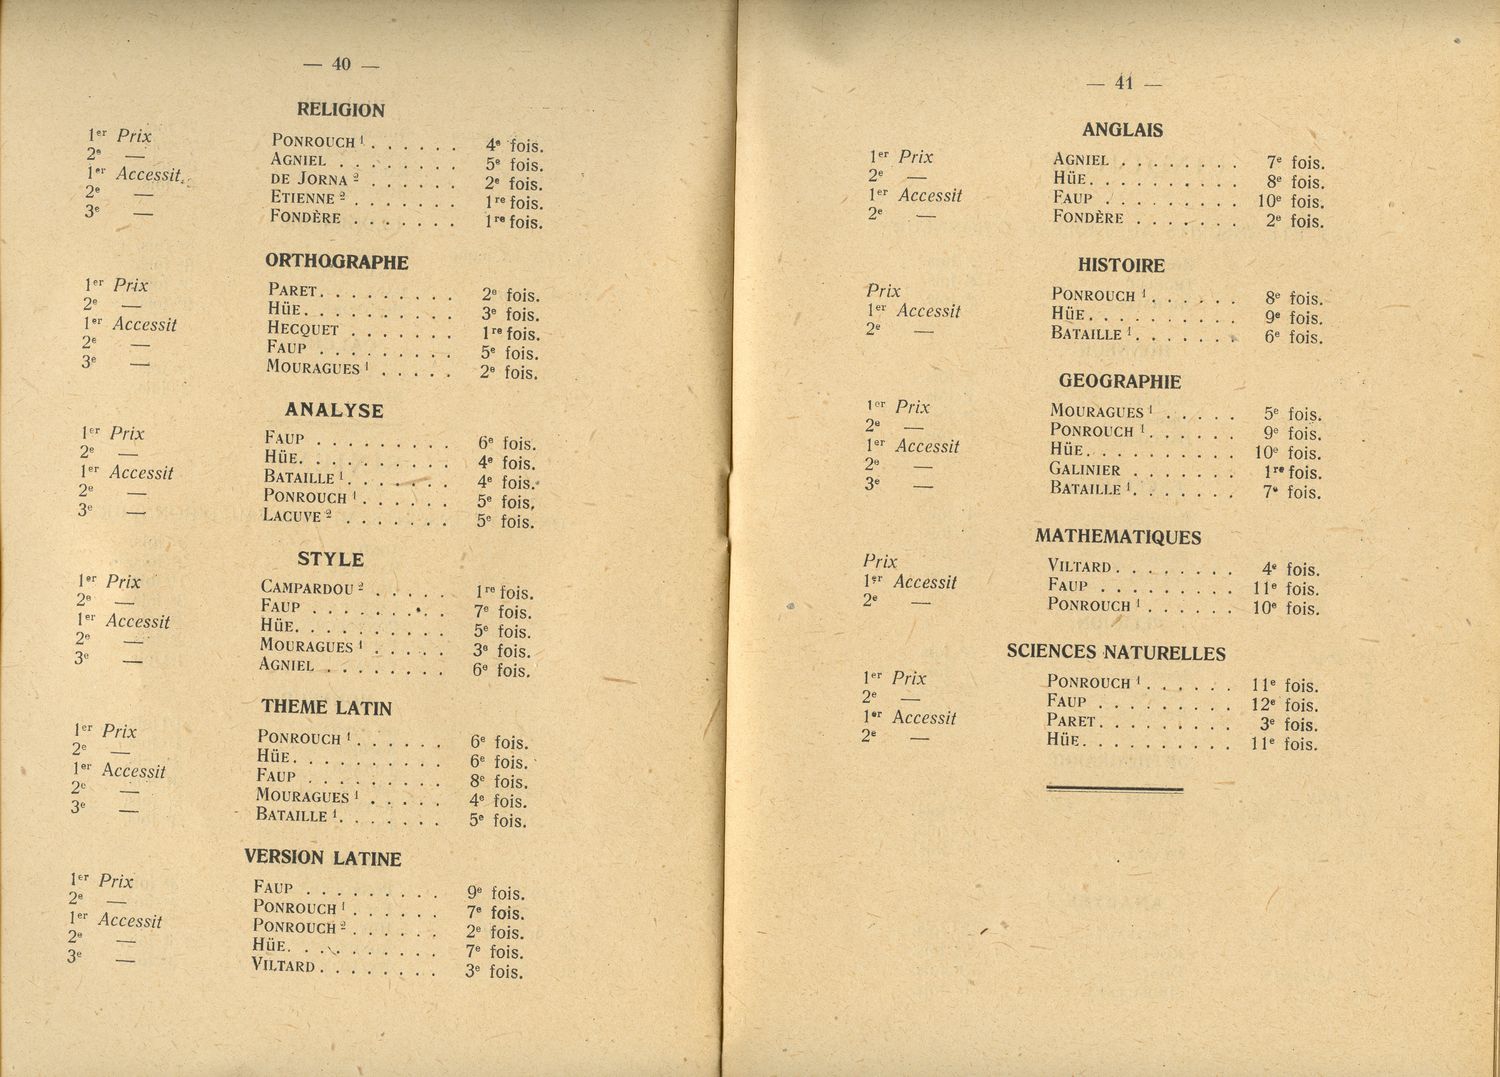 — 40 —
RELIGION
1er Prix PONROUCH 1 . . . . . . 4e fois.
2e — AGNIEL . . . . . . . . 5e fois.
1er Accessit. DE JORNA 2 . . . . . . 2e fois.
2e — ETIENNE 2 . . . . . . . 1re fois.
3e — FONDÈRE . . . . . . . 1re fois.
ORTHOGRAPHE
1er Prix PARET. . . . . . . . . 2e fois.
2e — HÜE. . . . . . . . . . 3e fois.
1er Accessit HECQUET . . . . . . . 1re fois.
2e — FAUP . . . . . . . . . 5e fois.
3e — MOURAGUES 1 . . . . . 2e fois.
ANALYSE
1er Prix FAUP . . . . . . . . . 6e fois.
2e — HÜE. . . . . . . . . . 4e fois.
1er Accessit BATAILLE 1. . . . . . . 4e fois.
2e — PONROUCH 1 . . . . . . 5e fois.
3e — LACUVE 2 . . . . . . . 5e fois.
STYLE
1er Prix CAMPARDOU 2 . . . . . 1re fois.
2e — FAUP . . . . . . . . . 7e fois.
1er Accessit HÜE. . . . . . . . . . 5e fois.
2e — MOURAGUES 1 . . . . . 3e fois.
3e — AGNIEL . . . . . . . . 6e fois.
THEME LATIN
1er Prix PONROUCH 1 . . . . . . 6e fois.
2e — HÜE. . . . . . . . . . 6e fois.
1er Accessit FAUP . . . . . . . . . 8e fois.
2e — MOURAGUES 1 . . . . . 4e fois.
3e — BATAILLE 1. . . . . . . 5e fois.
VERSION LATINE
1er Prix FAUP . . . . . . . . . 9e fois.
2e — PONROUCH 1 . . . . . . 7e fois.
1er Accessit PONROUCH 2 . . . . . . 2e fois.
2e — HÜE. . . . . . . . . . 7e fois.
3e — VILTARD . . . . . . . . 3e fois.
— 41 —
ANGLAIS
1er Prix AGNIEL . . . . . . . . 7e fois.
2e — HÜE. . . . . . . . . . 8e fois.
1er Accessit FAUP . . . . . . . . . 10e fois.
2e — FONDÈRE . . . . . . . 2e fois.
HISTOIRE
Prix PONROUCH 1 . . . . . . 8e fois.
1er Accessit HÜE. . . . . . . . . . 9e fois.
2e — BATAILLE 1. . . . . . . 6e fois.
GEOGRAPHIE
1er Prix MOURAGUES 1 . . . . . 5e fois.
2e — PONROUCH 1 . . . . . . 9e fois.
1er Accessit HÜE. . . . . . . . . . 10e fois.
2e — GALINIER . . . . . . . 1re fois.
3e — BATAILLE 1. . . . . . . 7e fois.
MATHEMATIQUES
Prix VILTARD . . . . . . . . 4e fois.
1er Accessit FAUP . . . . . . . . . 11e fois.
2e — PONROUCH 1 . . . . . . 10e fois.
SCIENCES NATURELLES
1er Prix PONROUCH 1 . . . . . . 11e fois.
2e — FAUP . . . . . . . . . 12e fois.
1er Accessit PARET. . . . . . . . . 3e fois.
2e — HÜE. . . . . . . . . . 11e fois.